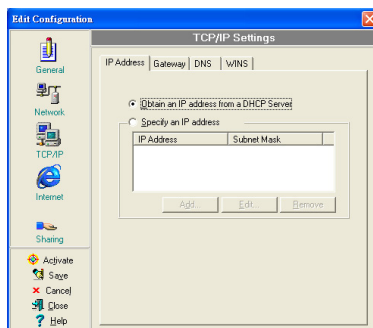 Edit Configuration
TCP/IP Settings
General
Network
TCP/IP
Internet
Sharing
Activate
Save
Cancel
Close
Help
IP Address
Gateway
DNS
WINS
Obtain an IP address from a DHCP Server
Specify an IP address
IP Address
Subnet Mask
Add...
Edit...
Remove